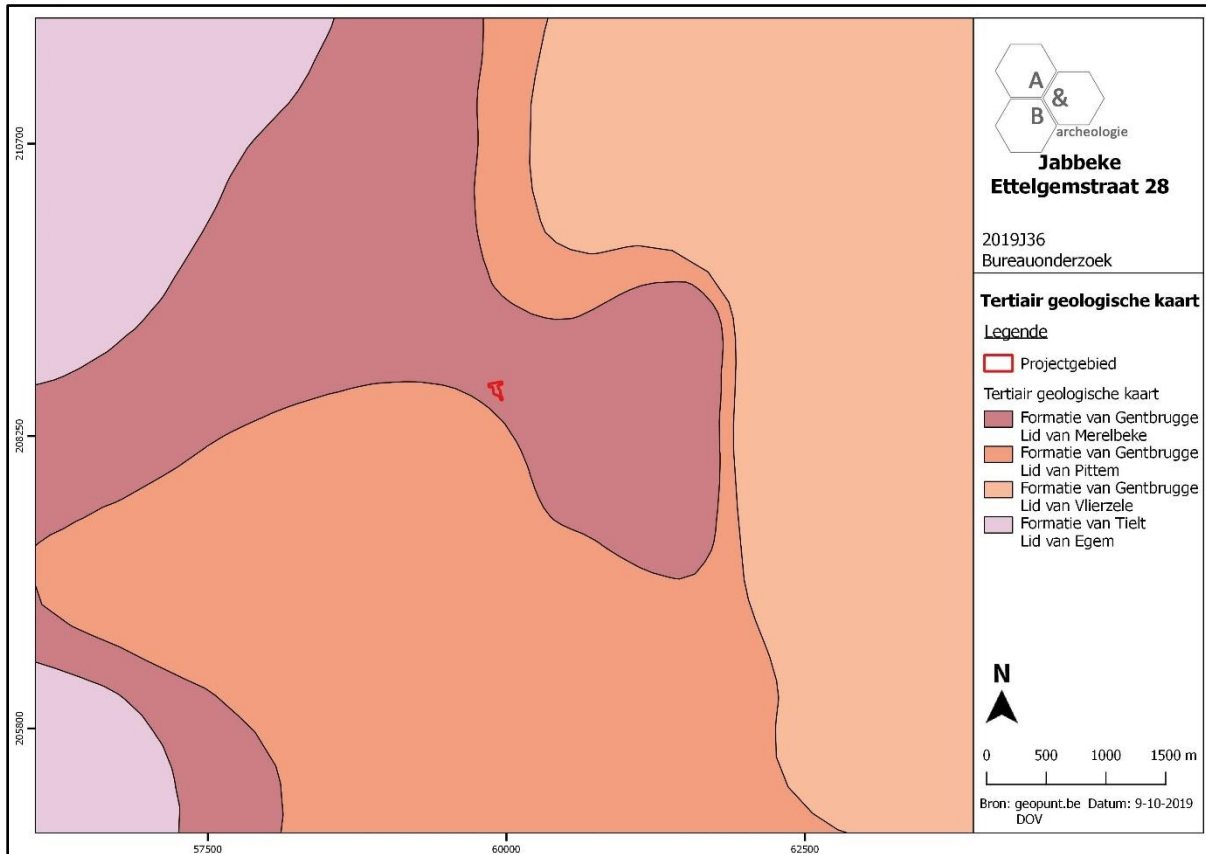 A
&
B
archeologie
Jabbeke
Ettelgemstraat 28
2019J36
Bureauonderzoek
Tertiair geologische kaart
Legende
Projectgebied
Tertiair geologische kaart
Formatie van Gentbrugge
Lid van Merelbeke
Formatie van Gentbrugge
Lid van Pittem
Formatie van Gentbrugge
Lid van Vlierzele
Formatie van Tielt
Lid van Egem
N
0 500 1000 1500 m
Bron: geopunt.be Datum: 9-10-2019
DOV
210700
208250
205800
57500 60000 62500